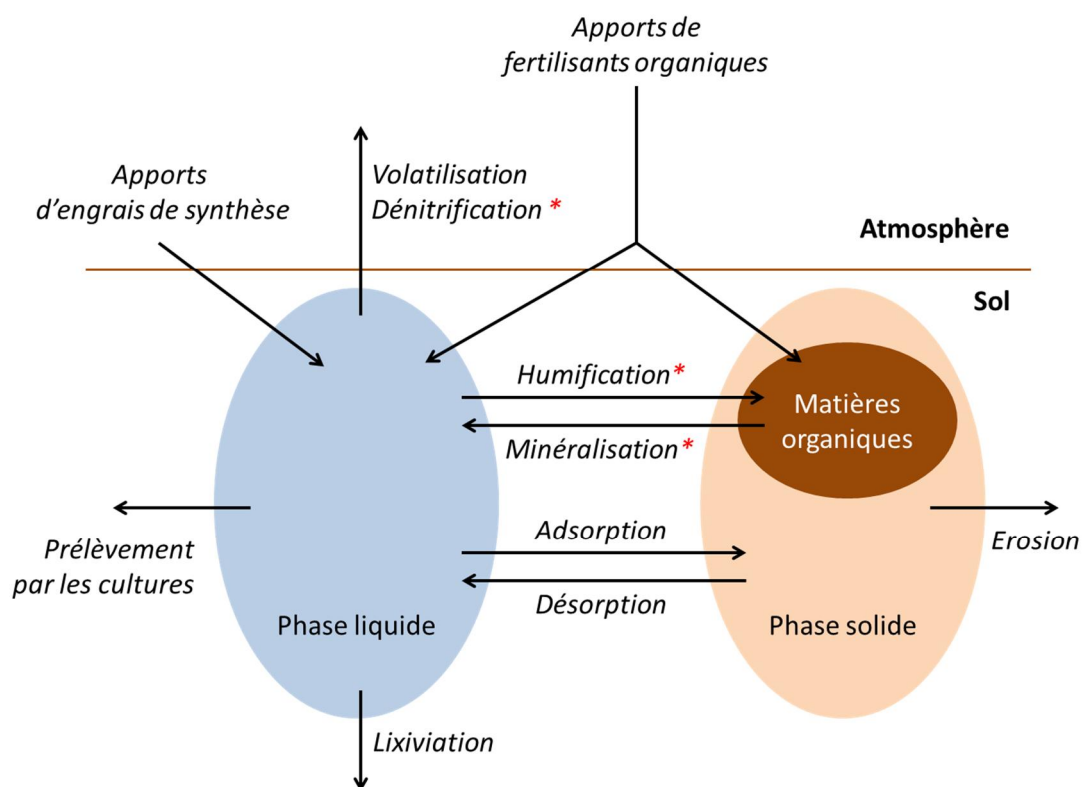 Apports de
fertilisants organiques
Apports
d'engrais de synthèse
Volatilisation
Dénitrification *
Atmosphère
Sol
Humification*
Matières
organiques
Minéralisation*
Prélèvement
par les cultures
Adsorption
Erosion
Désorption
Phase liquide
Phase solide
Lixiviation